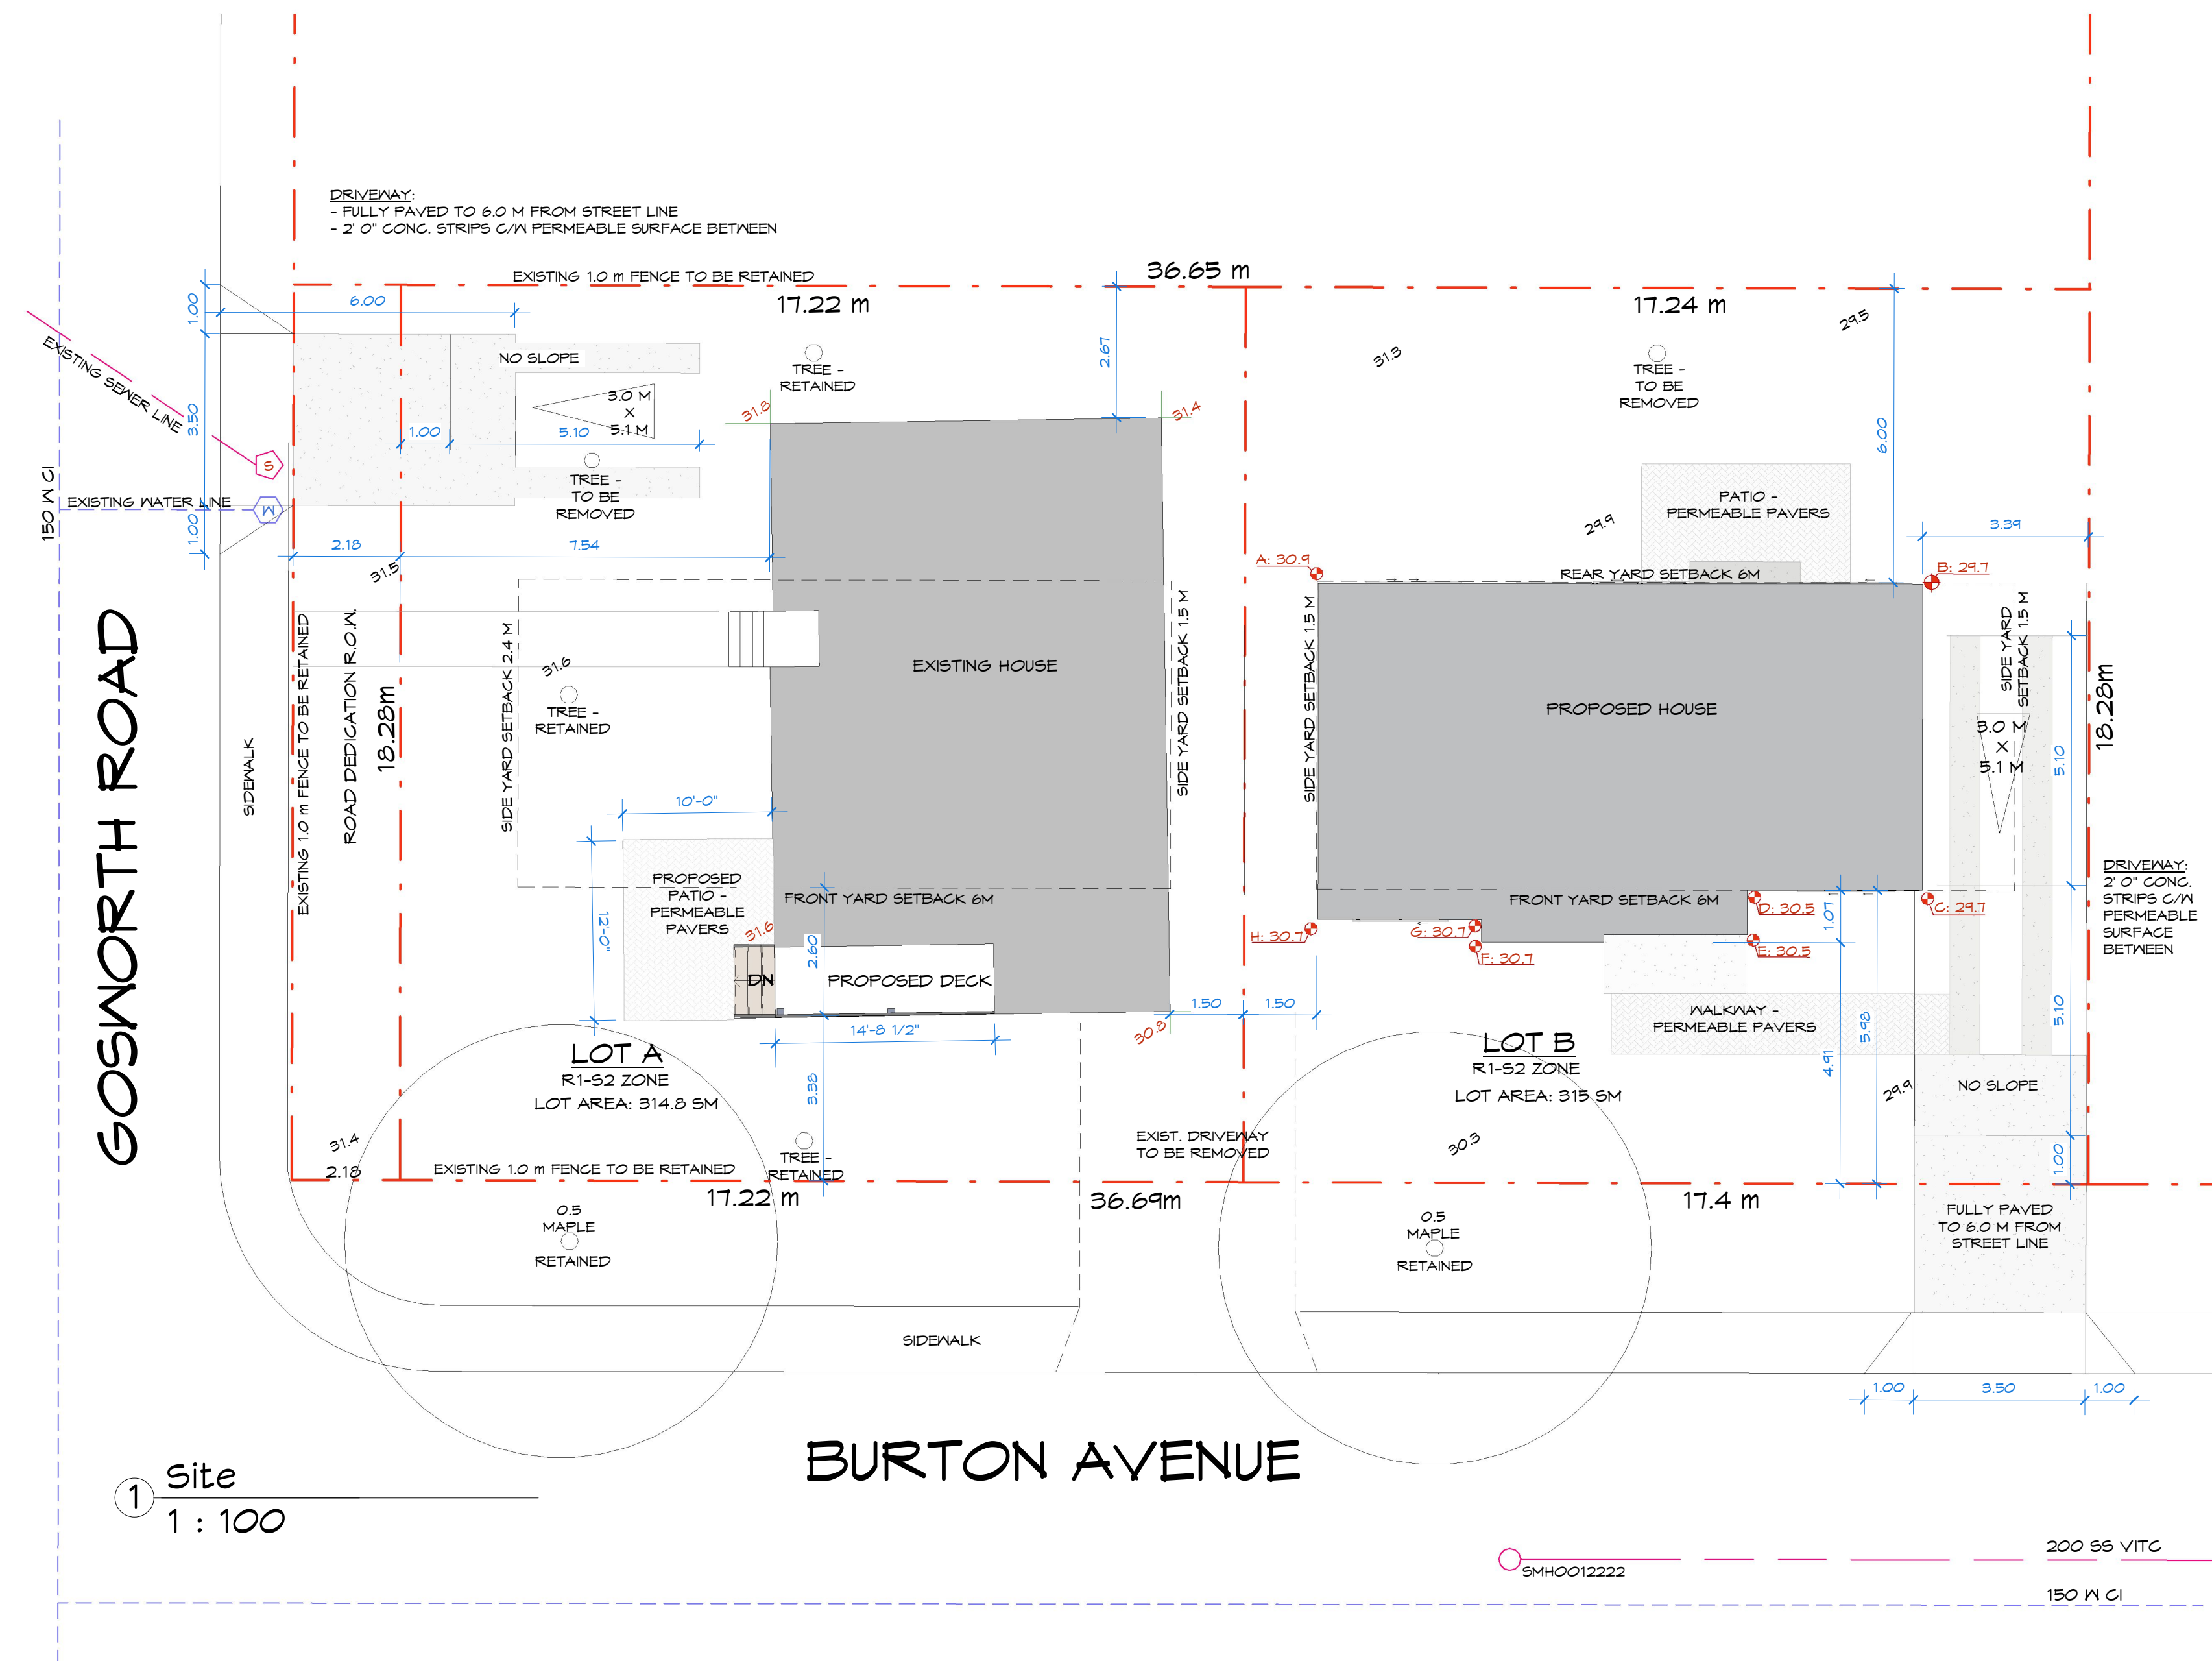 DRIVEWAY:
- FULLY PAVED TO 6.0 M FROM STREET LINE
- 2' 0" CONC. STRIPS C/W PERMEABLE SURFACE BETWEEN
EXISTING 1.0 m FENCE TO BE RETAINED
36.65 m
17.22 m
17.24 m
1.00
6.00
29.5
NO SLOPE
TREE -
RETAINED
2.67
31.3
TREE -
TO BE
REMOVED
EXISTING SEWER LINE
3.50
3.0 M
X
5.1 M
31.8
31.4
1.00
5.10
6.00
S
TREE -
TO BE
REMOVED
150 W CI
EXISTING WATER LINE
W
1.00
PATIO -
PERMEABLE PAVERS
29.9
3.39
2.18
7.54
31.5
A: 30.9
REAR YARD SETBACK 6M
B: 29.7
GOSWORTH ROAD
SIDEWALK
EXISTING 1.0 m FENCE TO BE RETAINED
ROAD DEDICATION R.O.W.
18.28m
SIDE YARD SETBACK 2.4 M
31.6
TREE -
RETAINED
EXISTING HOUSE
SIDE YARD SETBACK 1.5 M
SIDE YARD SETBACK 1.5 M
PROPOSED HOUSE
SIDE YARD
SETBACK 1.5 M
3.0 M
X
5.1 M
5.10
18.28m
10'-0"
12'-0"
PROPOSED
PATIO -
PERMEABLE
PAVERS
31.6
FRONT YARD SETBACK 6M
2.60
DN
PROPOSED DECK
14'-8 1/2"
30.8
1.50
1.50
FRONT YARD SETBACK 6M
H: 30.7
G: 30.7
F: 30.7
D: 30.5
E: 30.5
1.07
C: 29.7
DRIVEWAY:
2' 0" CONC.
STRIPS C/W
PERMEABLE
SURFACE
BETWEEN
WALKWAY -
PERMEABLE PAVERS
5.98
5.10
4.91
LOT A
R1-S2 ZONE
LOT AREA: 314.8 SM
3.38
LOT B
R1-S2 ZONE
LOT AREA: 315 SM
29.9
NO SLOPE
31.4
2.18
EXISTING 1.0 m FENCE TO BE RETAINED
TREE -
RETAINED
EXIST. DRIVEWAY
TO BE REMOVED
30.3
1.00
17.22 m
36.69m
17.4 m
0.5
MAPLE
RETAINED
0.5
MAPLE
RETAINED
FULLY PAVED
TO 6.0 M FROM
STREET LINE
SIDEWALK
1.00
3.50
1.00
BURTON AVENUE
1
Site
1 : 100
200 SS VITC
SMH0012222
150 W CI